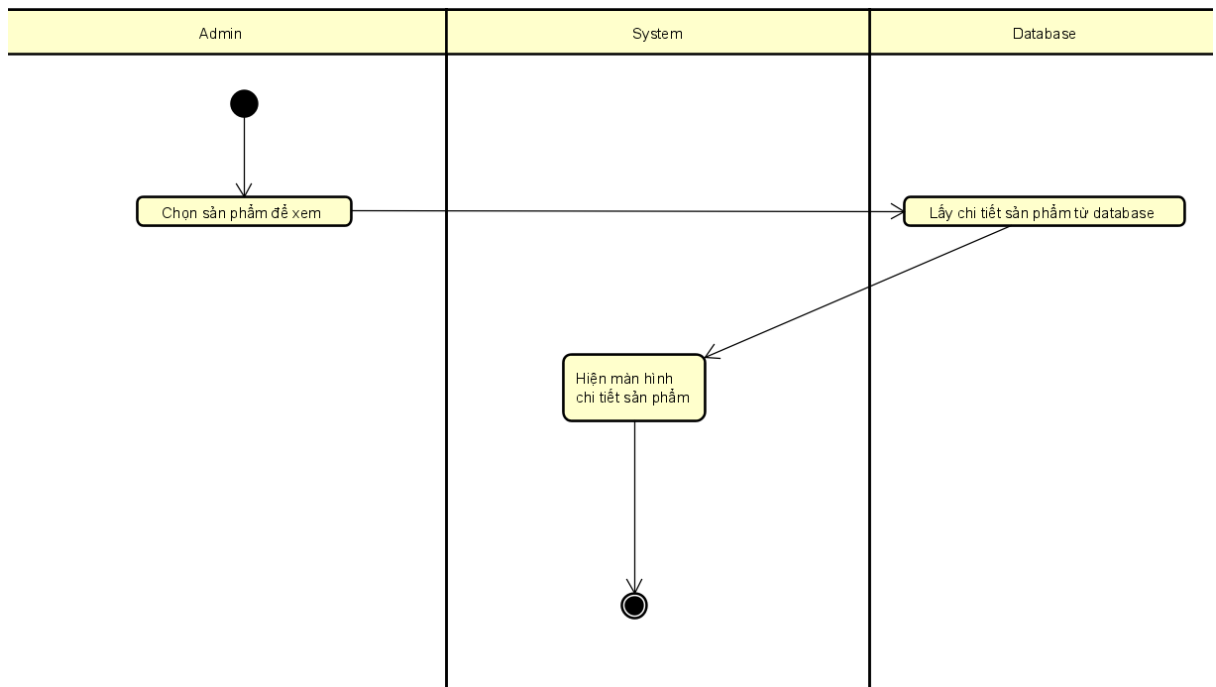 Admin
System
Database
Chọn sản phẩm để xem
Lấy chi tiết sản phẩm từ database
Hiện màn hình
chi tiết sản phẩm